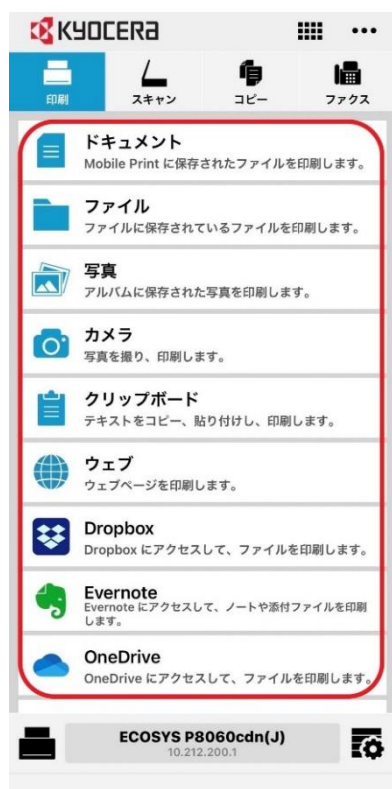 KYOCERA
印刷
スキャン
コピー
ファクス
ドキュメント
Mobile Print に保存されたファイルを印刷します。
ファイル
ファイルに保存されているファイルを印刷します。
写真
アルバムに保存された写真を印刷します。
カメラ
写真を撮り、印刷します。
クリップボード
テキストをコピー、貼り付けし、印刷します。
ウェブ
ウェブページを印刷します。
Dropbox
Dropbox にアクセスして、ファイルを印刷します。
Evernote
Evernote にアクセスして、ノートや添付ファイルを印刷
します。
OneDrive
OneDrive にアクセスして、ファイルを印刷します。
ECOSYS P8060cdn(J)
10.212.200.1